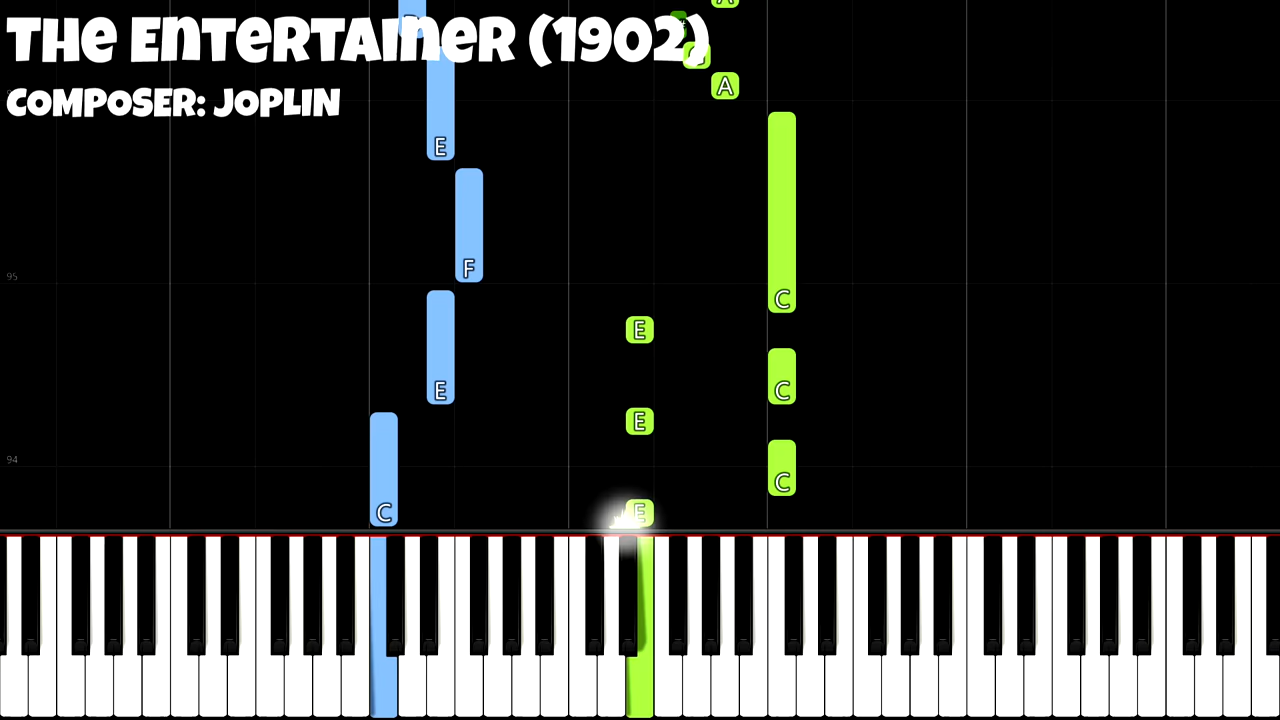 THE ENTERTAINER (1902)
COMPOSER: JOPLIN
A
A
E
95
F
C
E
E
C
E
94
C
C
E